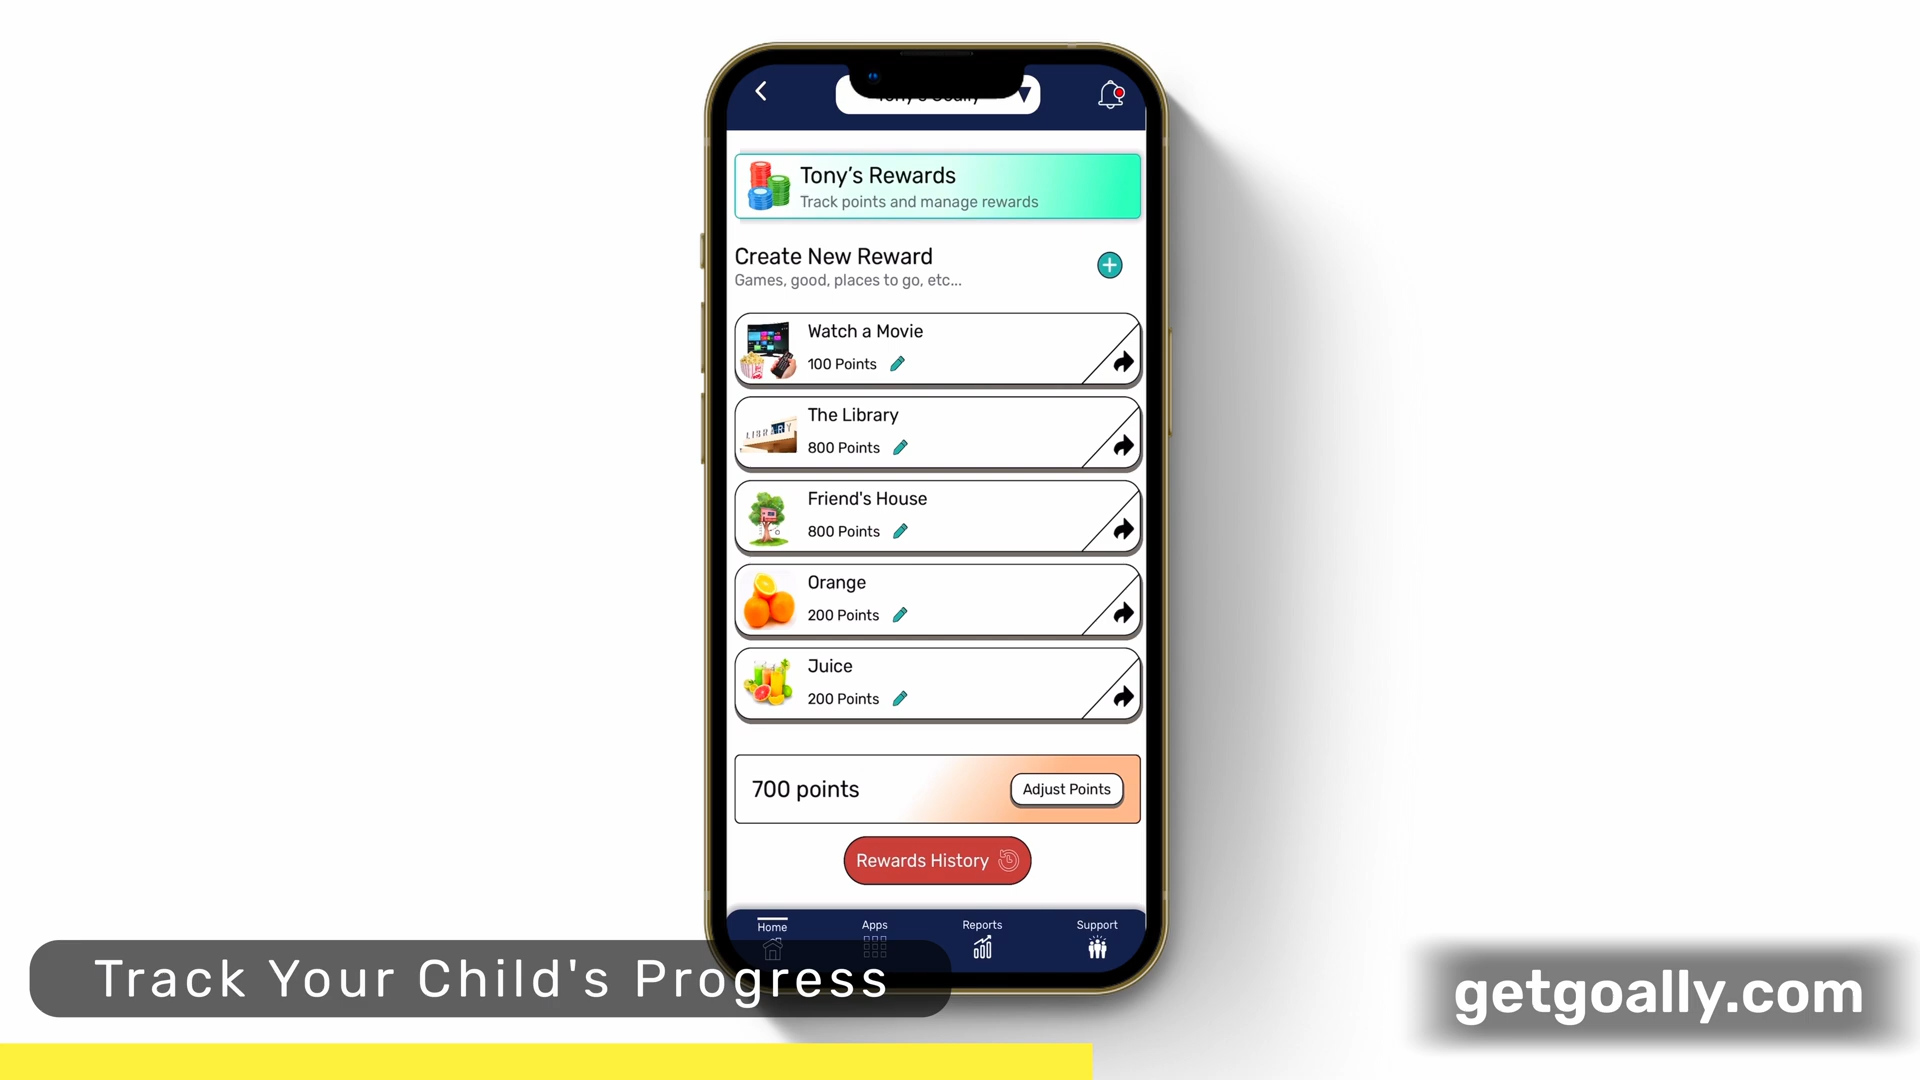 Tony's Rewards
Track points and manage rewards
Create New Reward
Games, good, places to go, etc...
Watch a Movie
100 Points
LIBRARY
The Library
800 Points
Friend's House
800 Points
Orange
200 Points
Juice
200 Points
700 points
Adjust Points
Rewards History
Home
Apps
Reports
Support
Track Your Child's Progress
getgoally.com